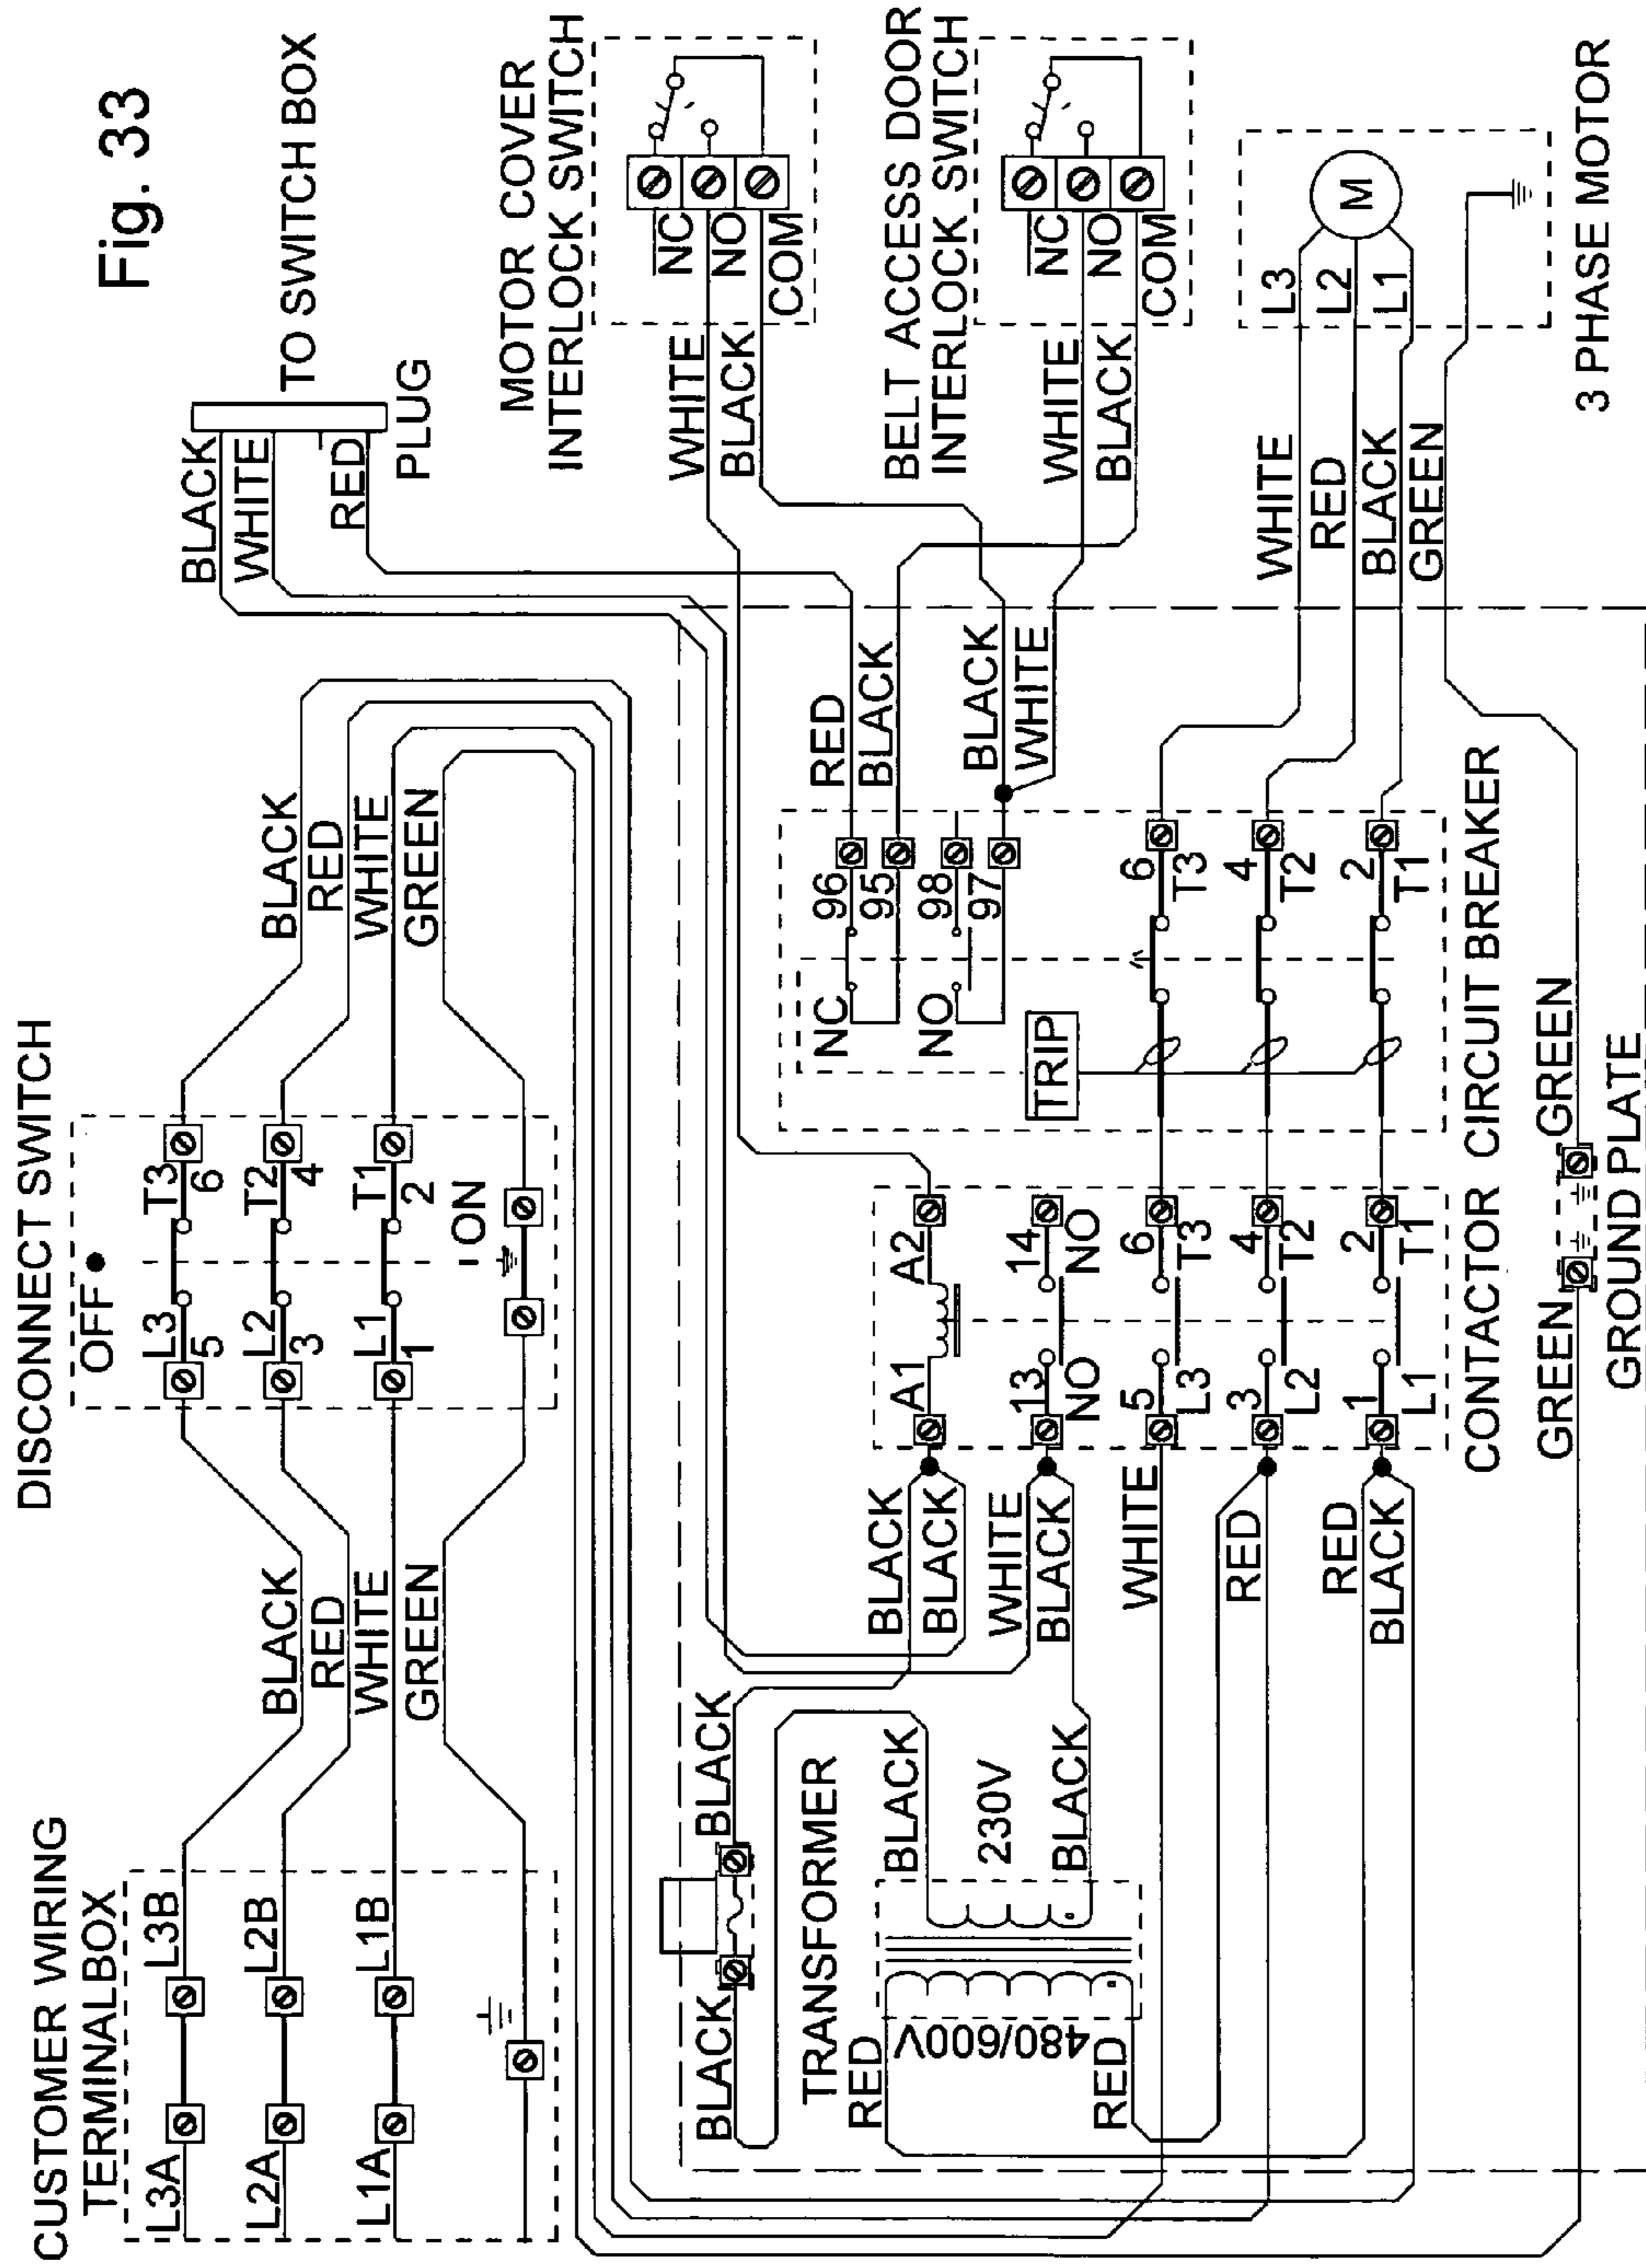 Fig. 33
CUSTOMER WIRING
TERMINALBOX
L3A
L3B
L2A
L2B
L1A
L1B
BLACK
RED
WHITE
GREEN
DISCONNECT SWITCH
OFF
L3
5
T3
6
L2
3
T2
4
L1
1
T1
2
I ON
BLACK
RED
WHITE
GREEN
BLACK
WHITE
RED
PLUG
TO SWITCH BOX
MOTOR COVER
INTERLOCK SWITCH
NC
NO
COM
WHITE
BLACK
BELT ACCESS DOOR
INTERLOCK SWITCH
NC
NO
COM
WHITE
BLACK
BLACK
BLACK
TRANSFORMER
RED
480/600V
RED
BLACK
230V
BLACK
BLACK
BLACK
WHITE
BLACK
WHITE
RED
RED
BLACK
A1
A2
13
NO
14
NO
5
L3
6
T3
3
L2
4
T2
1
L1
2
T1
CONTACTOR
NC
96
95
NO
98
97
TRIP
6
T3
4
T2
2
T1
CIRCUIT BREAKER
RED
BLACK
BLACK
WHITE
WHITE
RED
BLACK
GREEN
L3
L2
L1
M
3 PHASE MOTOR
GREEN
GREEN
GROUND PLATE